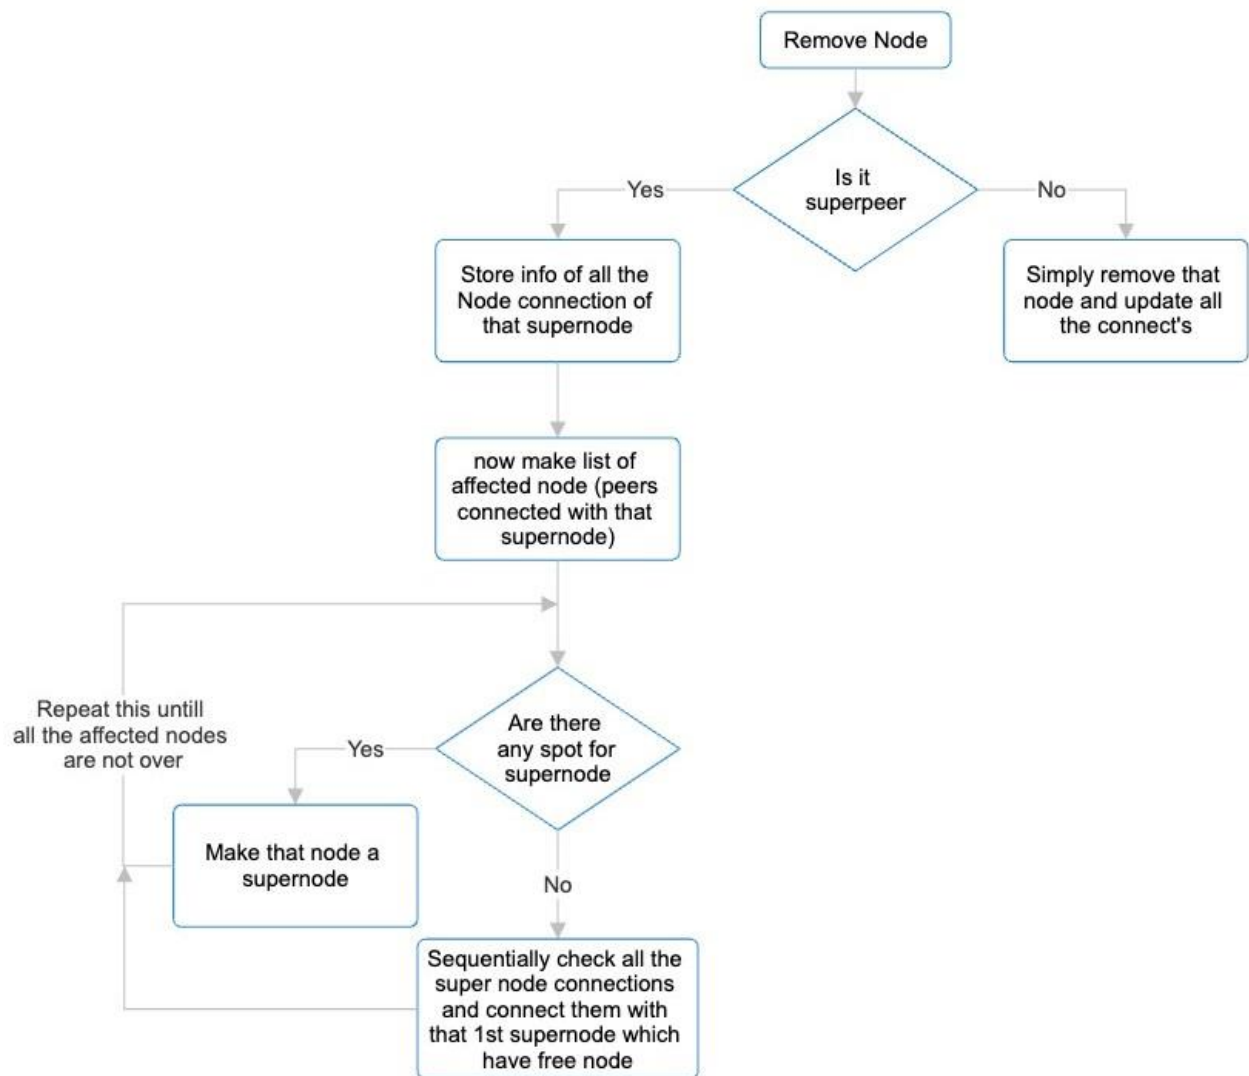 Remove Node
Is it
superpeer
Yes
No
Store info of all the
Node connection of
that supernode
Simply remove that
node and update all
the connect's
now make list of
affected node (peers
connected with that
supernode)
Repeat this untill
all the affected nodes
are not over
Are there
any spot for
supernode
Yes
Make that node a
supernode
No
Sequentially check all the
super node connections
and connect them with
that 1st supernode which
have free node